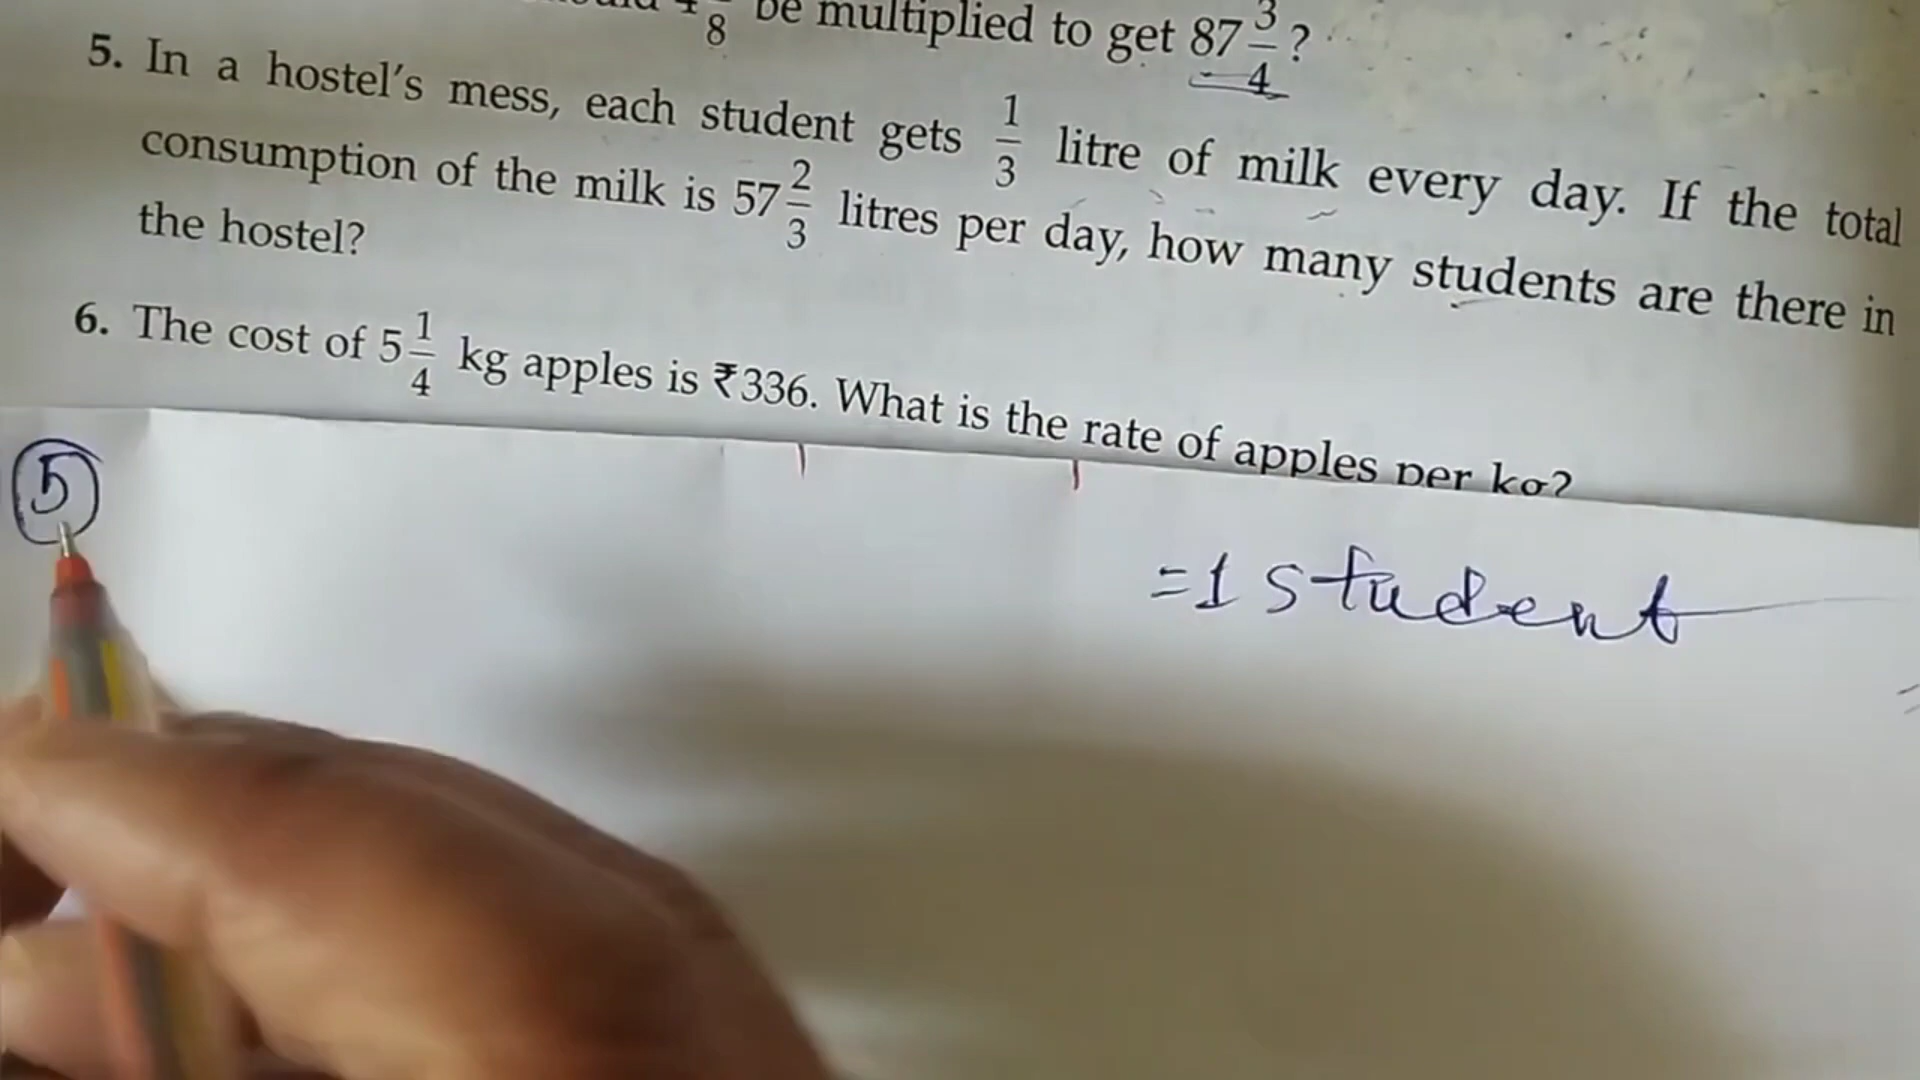 8 be multiplied to get 87 3/4 ?
5. In a hostel's mess, each student gets 1/3 litre of milk every day. If the total
consumption of the milk is 57 2/3 litres per day, how many students are there in
the hostel?
6. The cost of 5 1/4 kg apples is ₹336. What is the rate of apples per kg?
5
=1 student